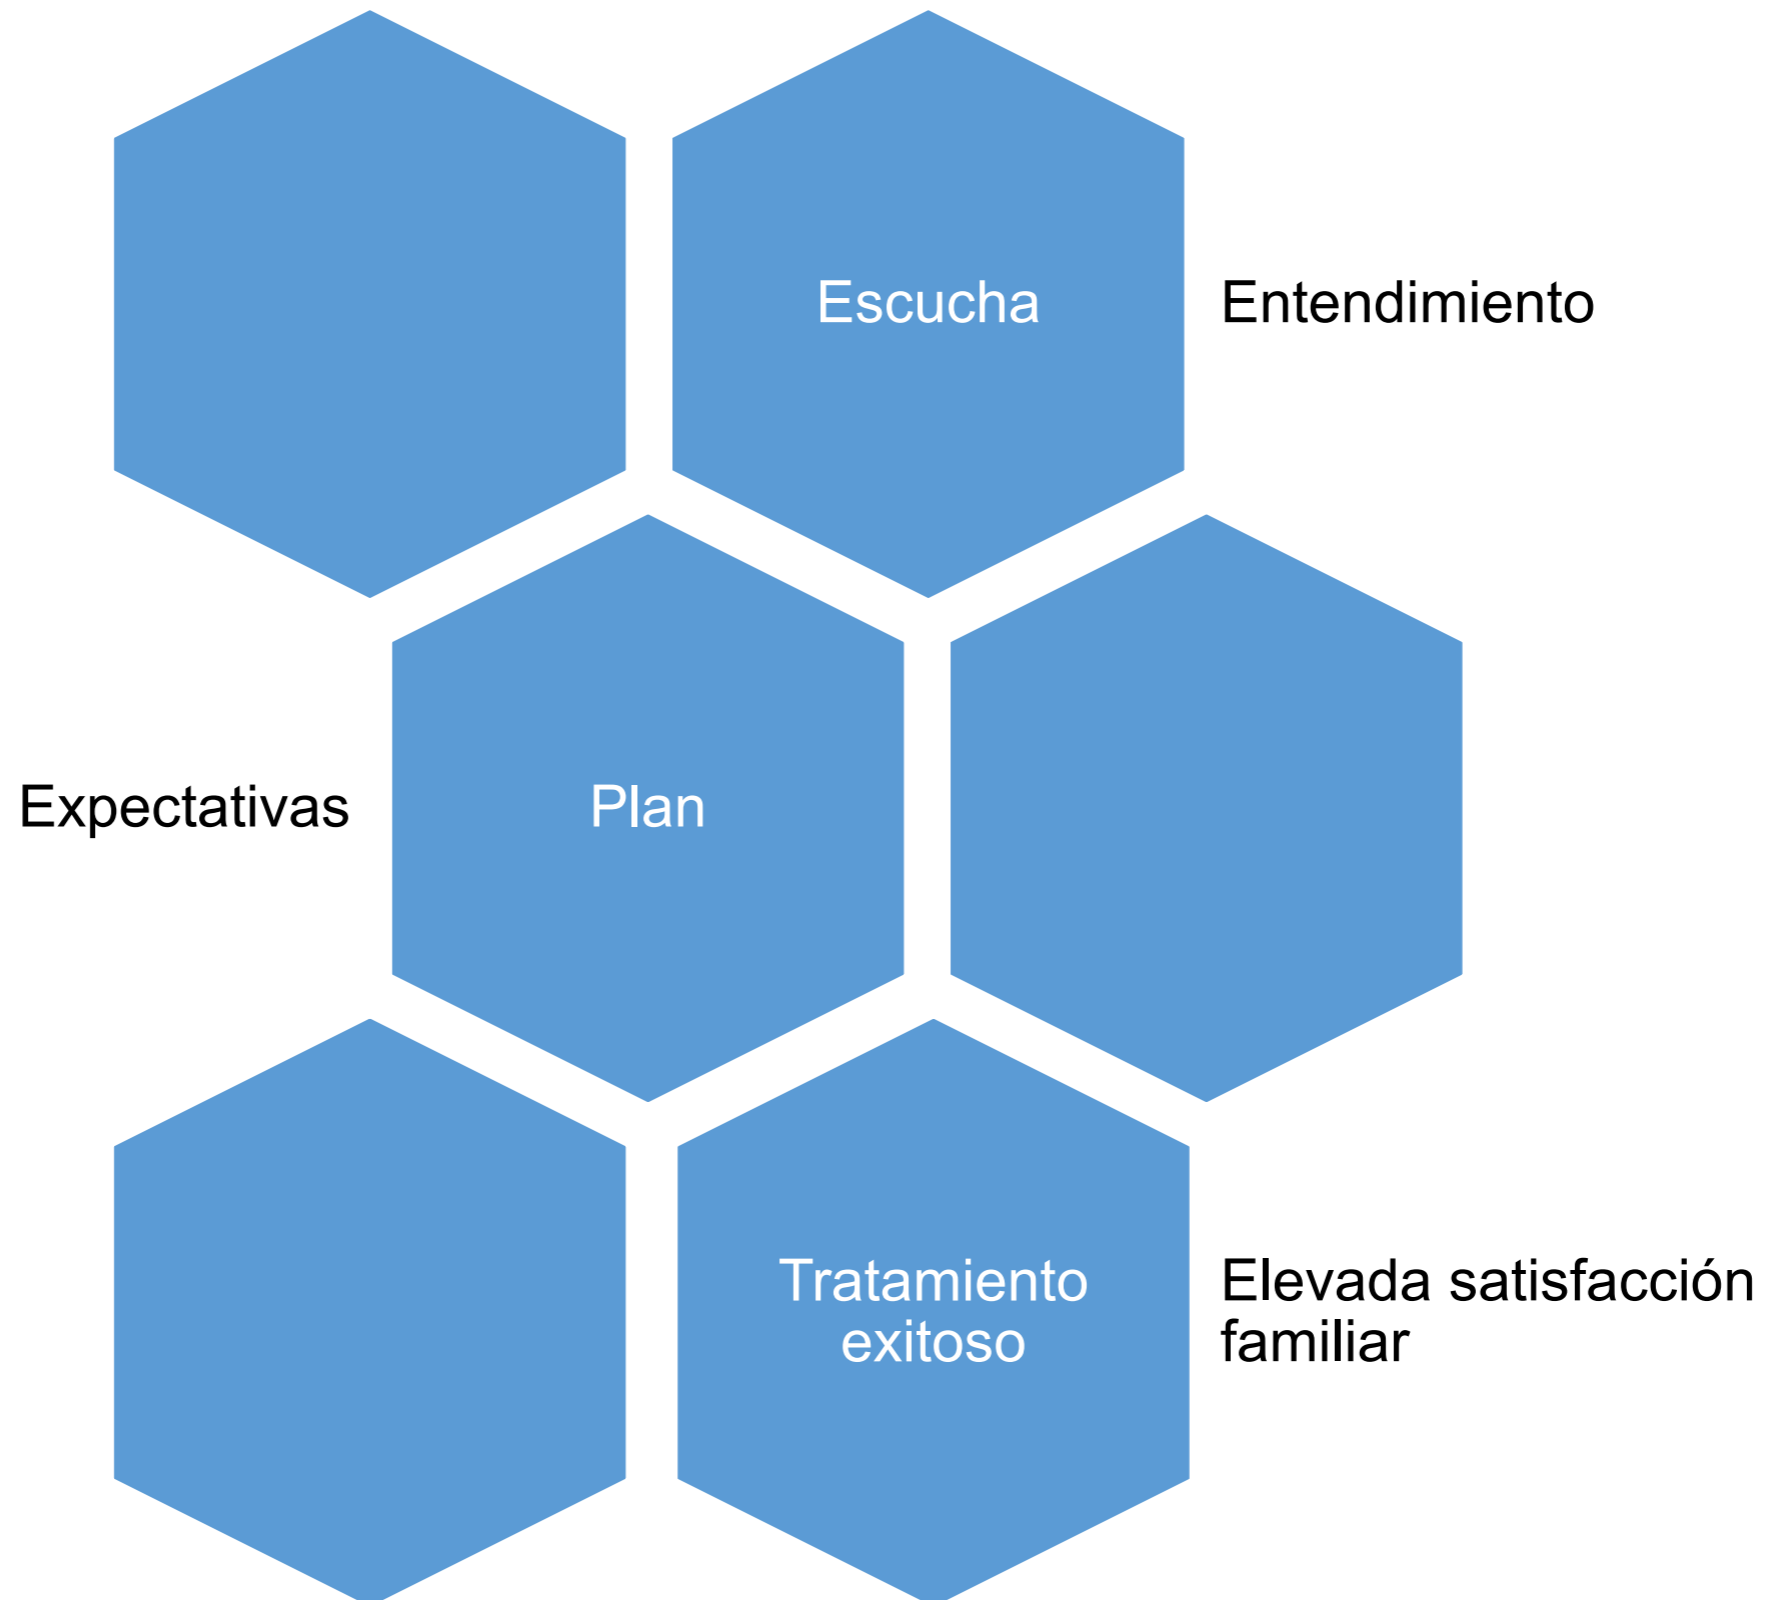 Escucha
Entendimiento
Expectativas
Plan
Tratamiento
exitoso
Elevada satisfacción
familiar